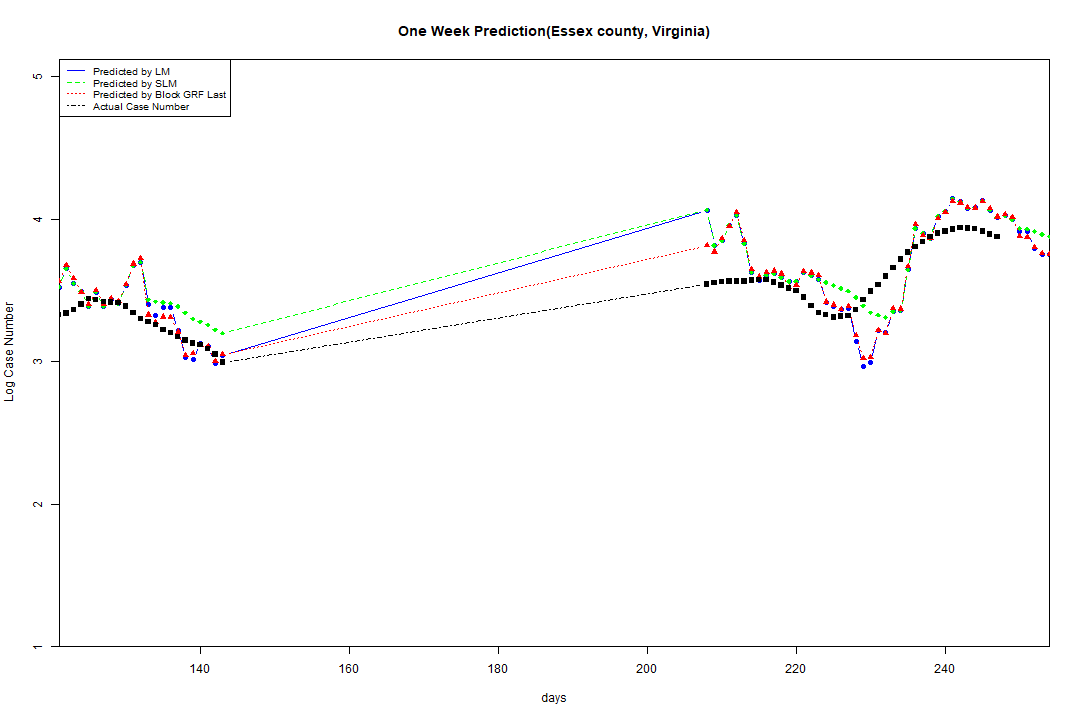 One Week Prediction(Essex county, Virginia)
Predicted by LM
Predicted by SLM
Predicted by Block GRF Last
Actual Case Number
5
4
3
2
1
Log Case Number
140 160 180 200 220 240
days